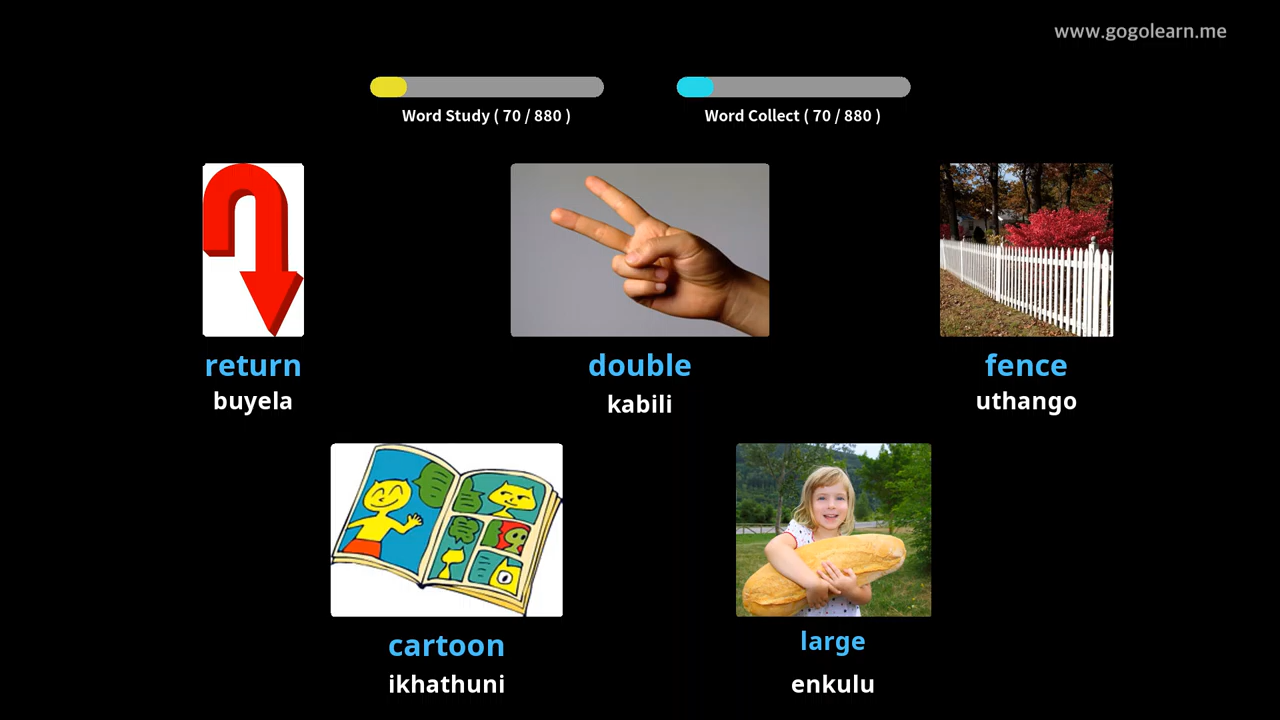 www.gogolearn.me
Word Study ( 70 / 880 )
Word Collect ( 70 / 880 )
return
buyela
double
kabili
fence
uthango
cartoon
ikhathuni
large
enkulu